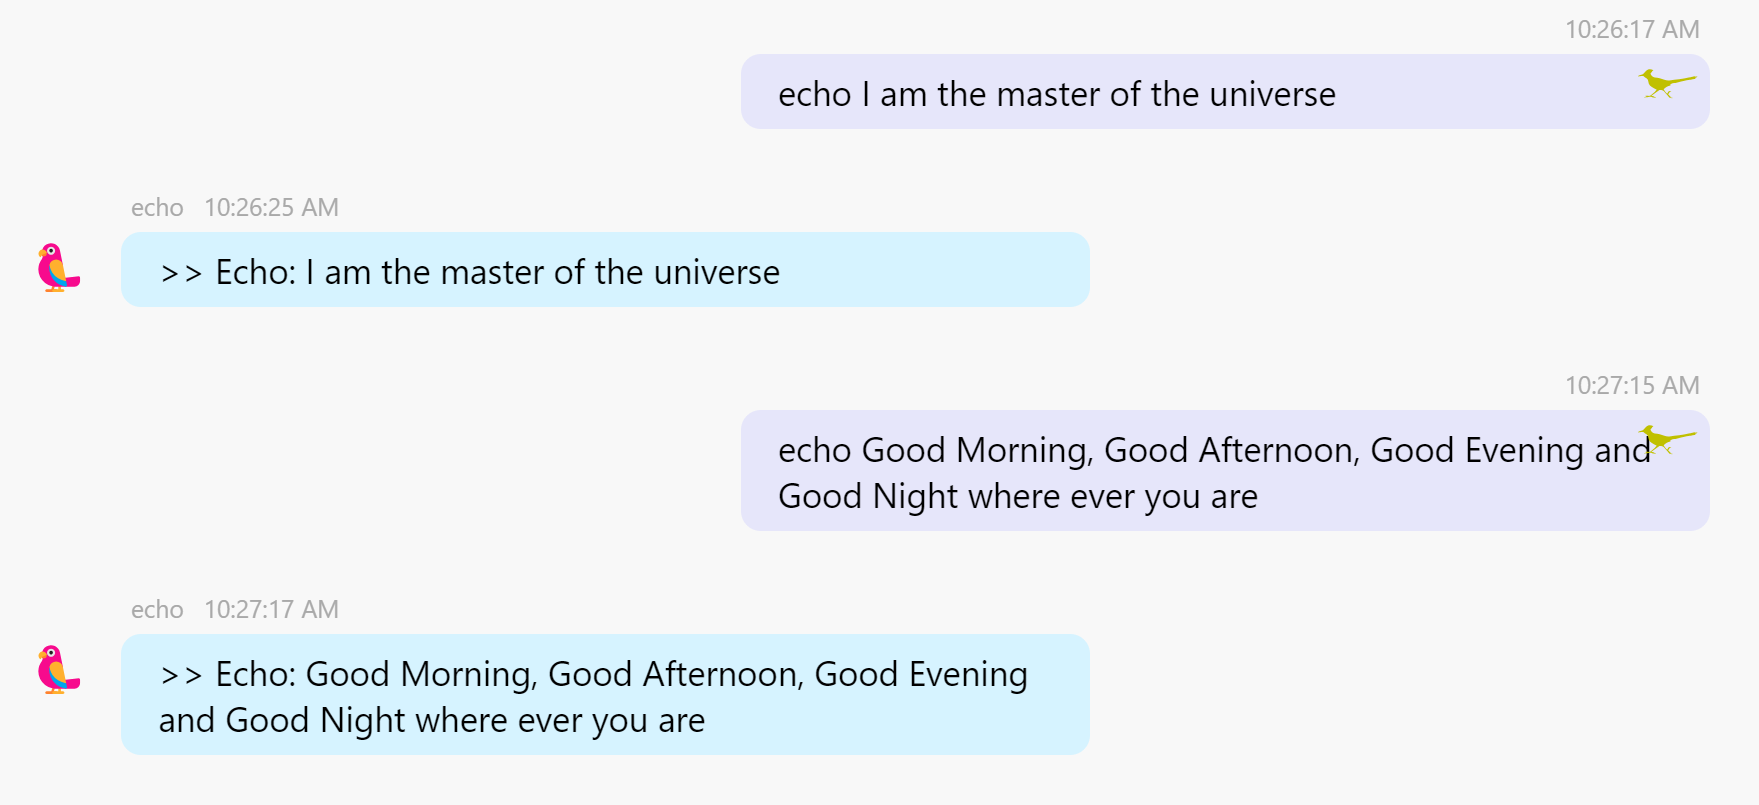 10:26:17 AM
echo I am the master of the universe
echo 10:26:25 AM
>> Echo: I am the master of the universe
10:27:15 AM
echo Good Morning, Good Afternoon, Good Evening and
Good Night where ever you are
echo 10:27:17 AM
>> Echo: Good Morning, Good Afternoon, Good Evening
and Good Night where ever you are